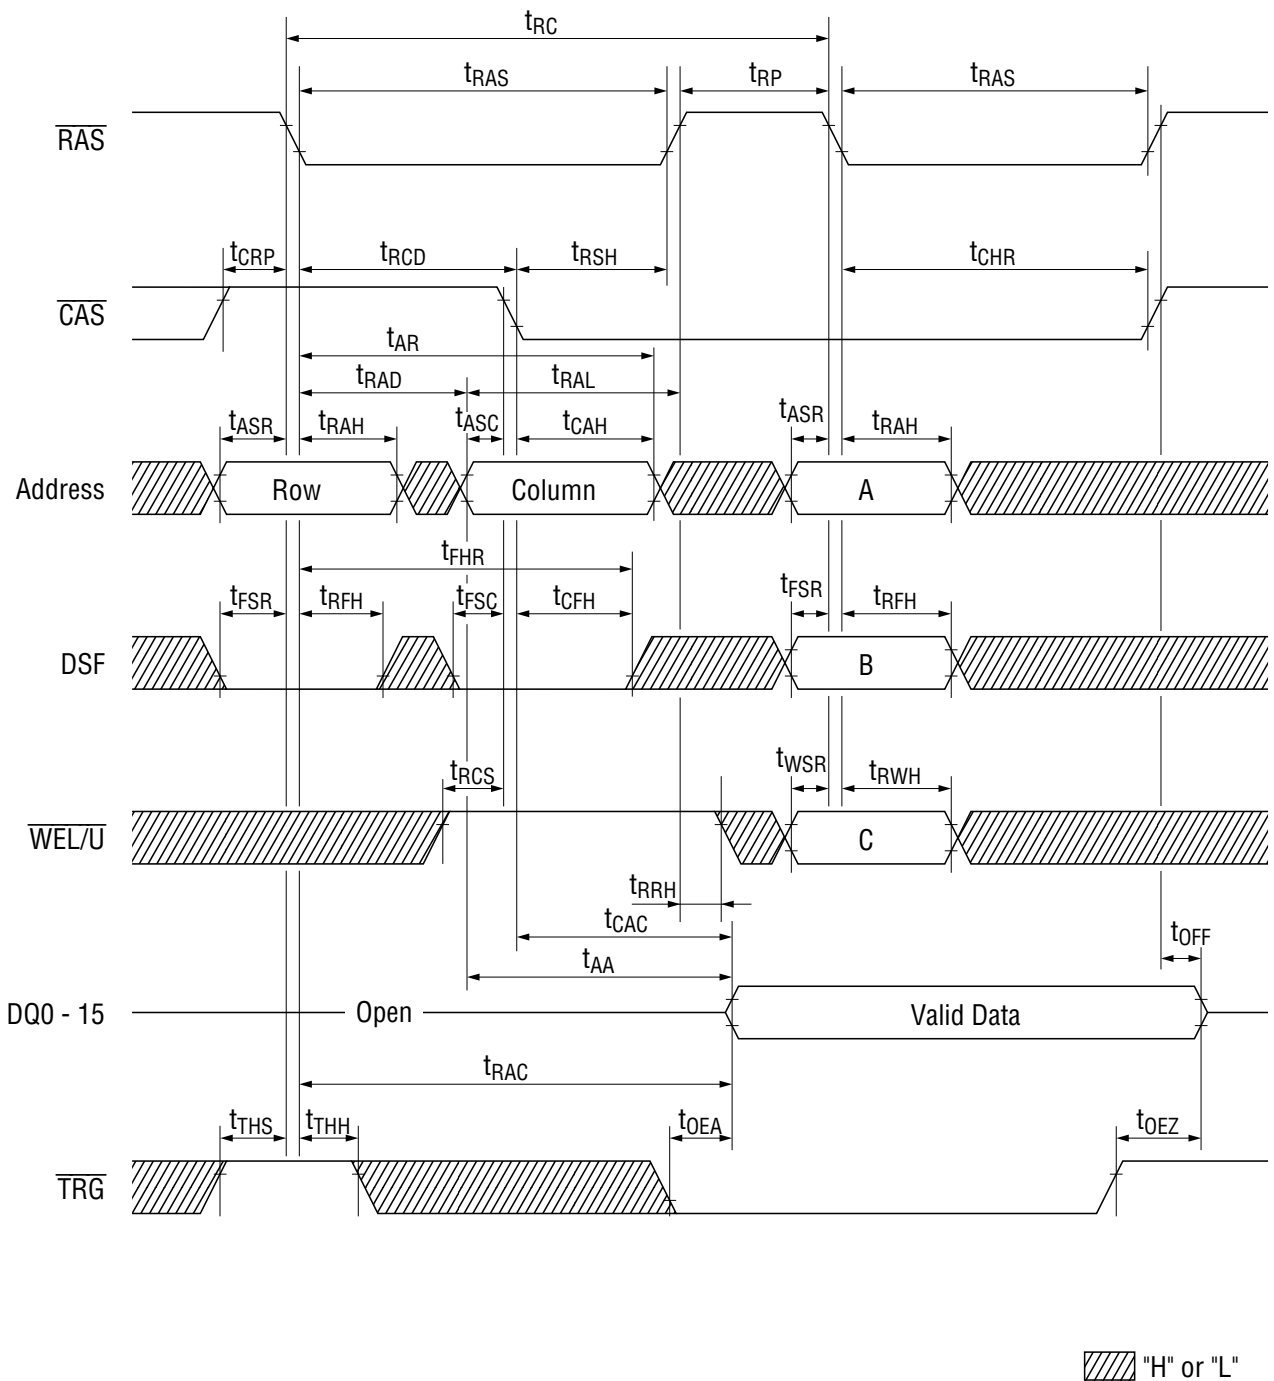 tRC
tRAS tRP tRAS
RAS
tCRP tRCD tRSH tCHR
CAS
tAR
tRAD tRAL
tASR tRAH tASC tCAH tASR tRAH
Address Row Column A
tFHR
tFSR tRFH tFSC tCFH tFSR tRFH
DSF B
tRCS tWSR tRWH
WEL/U C
tRRH
tCAC tOFF
tAA
DQ0 - 15 Open Valid Data
tRAC
tTHS tTHH tOEA tOEZ
TRG
"H" or "L"